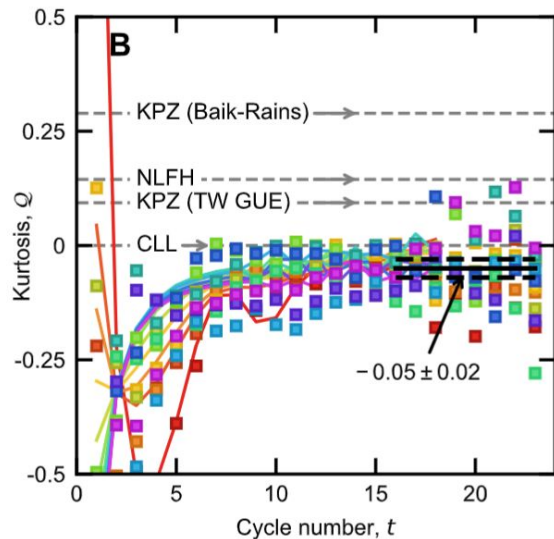 B
0.5
KPZ (Baik-Rains)
0.25
NLFH
KPZ (TW GUE)
0
CLL
Kurtosis, Q
-0.25
−0.05 ± 0.02
-0.5
0 5 10 15 20
Cycle number, t